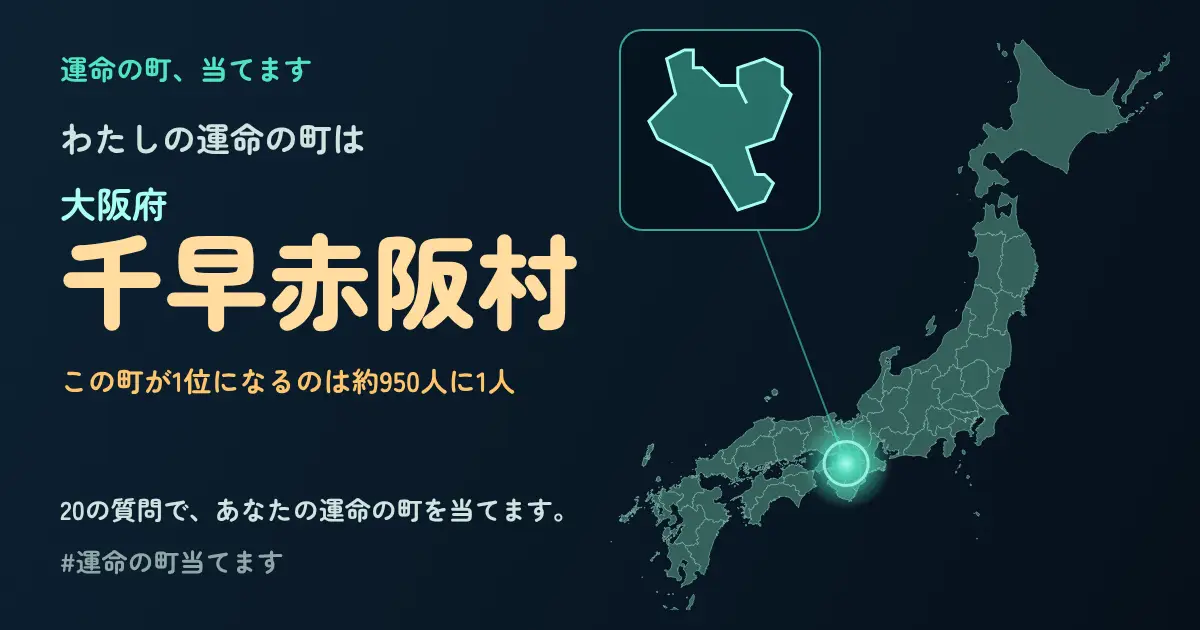 運命の町、当てます
わたしの運命の町は
大阪府
千早赤阪村
この町が1位になるのは約950人に1人
20の質問で、あなたの運命の町を当てます。
#運命の町当てます